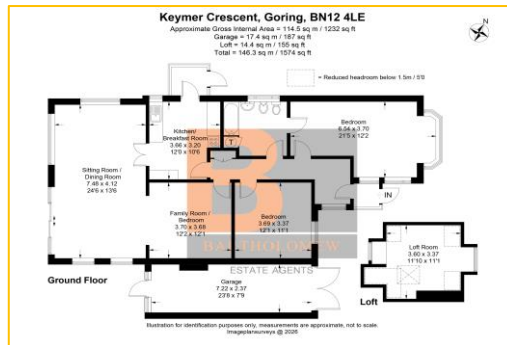 Keymer Crescent, Goring, BN12 4LE
Approximate Gross Internal Area = 114.5 sq m / 1232 sq ft
Garage = 17.4 sq m / 187 sq ft
Loft = 14.4 sq m / 155 sq ft
Total = 146.3 sq m / 1574 sq ft
N
= Reduced headroom below 1.5m / 5'0
Kitchen/
Breakfast Room
3.66 x 3.20
12'0 x 10'6
T
Bedroom
6.54 x 3.70
21'5 x 12'2
Sitting Room /
Dining Room
7.48 x 4.12
24'6 x 13'6
B
IN
Family Room /
Bedroom
3.70 x 3.68
12'2 x 12'1
Bedroom
3.69 x 3.37
12'1 x 11'1
BARTHOLOMEW
ESTATE AGENTS
Loft Room
3.60 x 3.37
11'10 x 11'1
Ground Floor
Garage
7.22 x 2.37
23'8 x 7'9
Loft
Illustration for identification purposes only, measurements are approximate, not to scale.
Imageplansurveys @ 2026